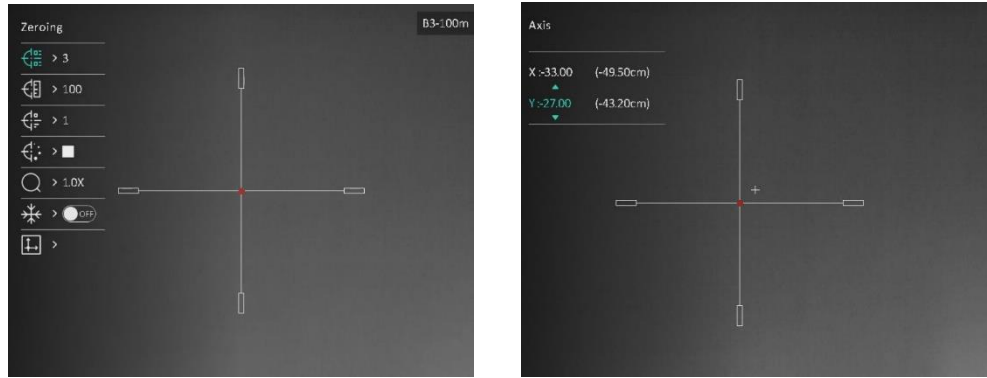 Zeroing
B3-100m
> 3
> 100
> 1
>
> 1.0X
> OFF
>
Axis
X :-33.00 (-49.50cm)
Y :-27.00 (-43.20cm)